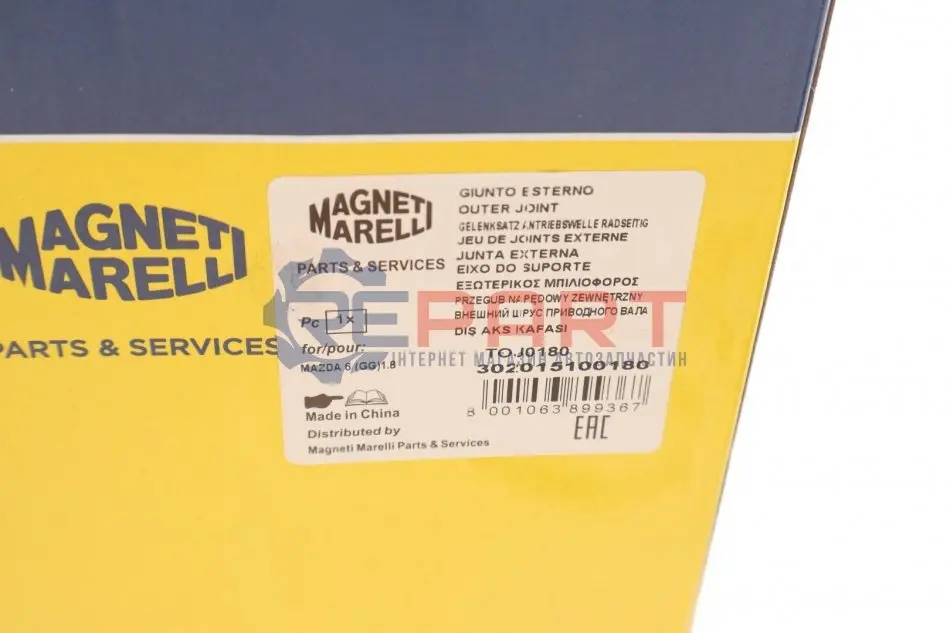 MAGNETI
MARELLI
PARTS & SERVICES
MAGNETI
MARELLI
PARTS & SERVICES
Pc 1x
for/pour:
MAZDA 6 (GG)1.8
Made in China
Distributed by
Magneti Marelli Parts & Services
GIUNTO ESTERNO
OUTER JOINT
GELENKSATZ ANTRIEBSWELLE RADSEITIG
JEU DE JOINTS EXTERNE
JUNTA EXTERNA
EIXO DO SUPORTE
ΕΞΩΤΕΡΙΚΟΣ ΜΠΙΛΙΟΦΟΡΟΣ
PRZEGUB NAPĘDOWY ZEWNĘTRZNY
ВНЕШНИЙ ШРУС ПРИВОДНОГО ВАЛА
DIŞ AKS KAFASI
TOJ0180
302015100180
8 001063 899367
EAC
DEPART
ІНТЕРНЕТ МАГАЗИН АВТОЗАПЧАСТИН